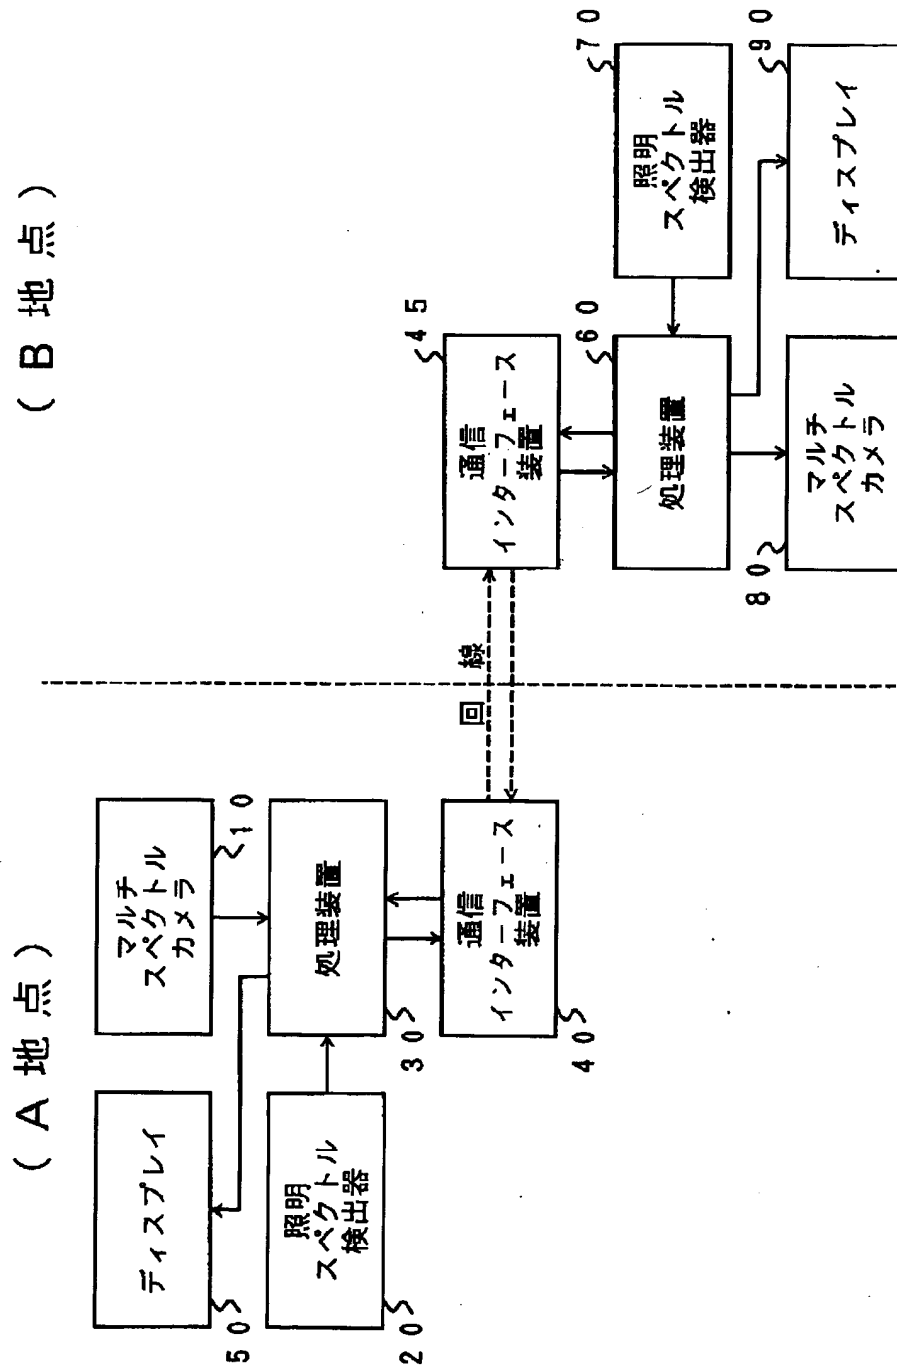 (A地点)
(B地点)
ディスプレイ
50
マルチ
スペクトル
カメラ
10
照明
スペクトル
検出器
20
処理装置
30
通信
インターフェース
装置
40
回線
通信
インターフェース
装置
45
処理装置
60
照明
スペクトル
検出器
70
マルチ
スペクトル
カメラ
80
ディスプレイ
90